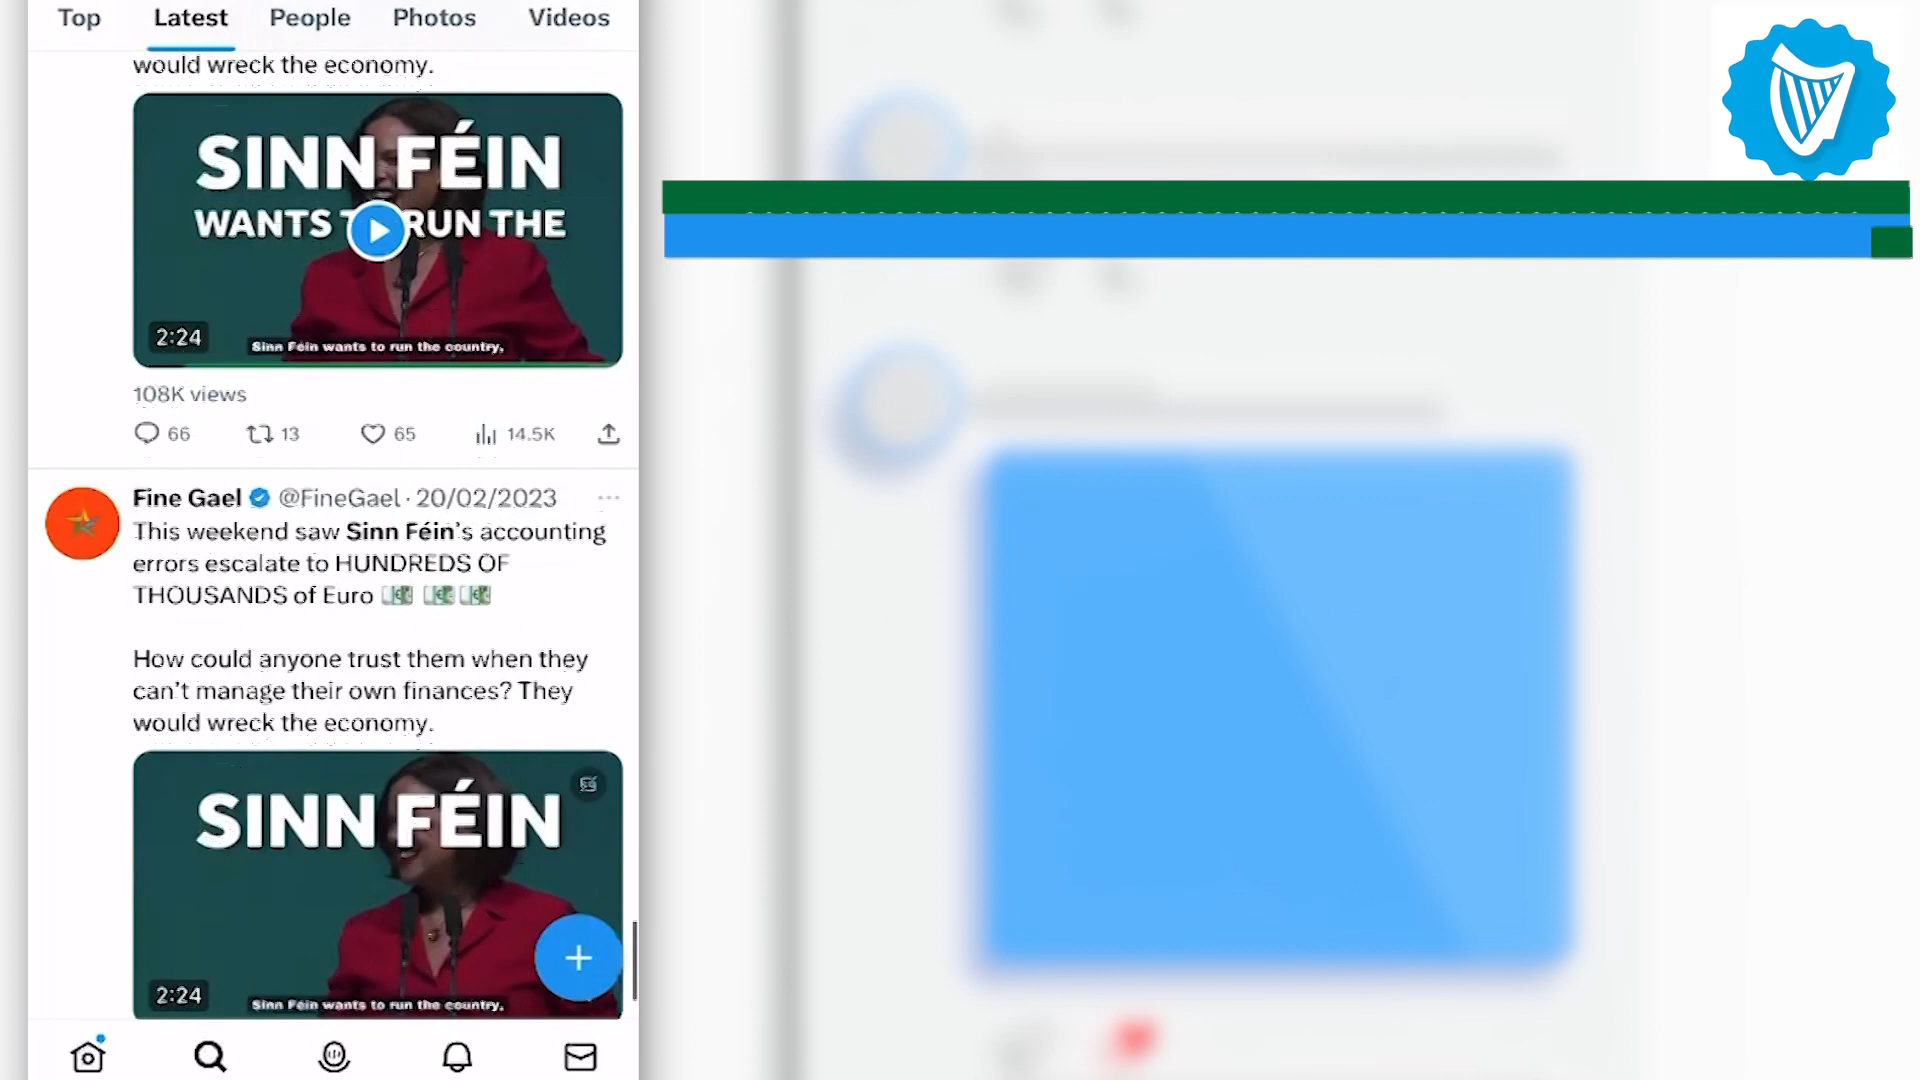 Top Latest People Photos Videos
would wreck the economy.
SINN FÉIN
WANTS TO RUN THE
2:24
Sinn Féin wants to run the country,
108K views
66 13 65 14.5K
Fine Gael @FineGael · 20/02/2023
This weekend saw Sinn Féin's accounting
errors escalate to HUNDREDS OF
THOUSANDS of Euro 💶 💶 💶
How could anyone trust them when they
can't manage their own finances? They
would wreck the economy.
SINN FÉIN
2:24
Sinn Féin wants to run the country,